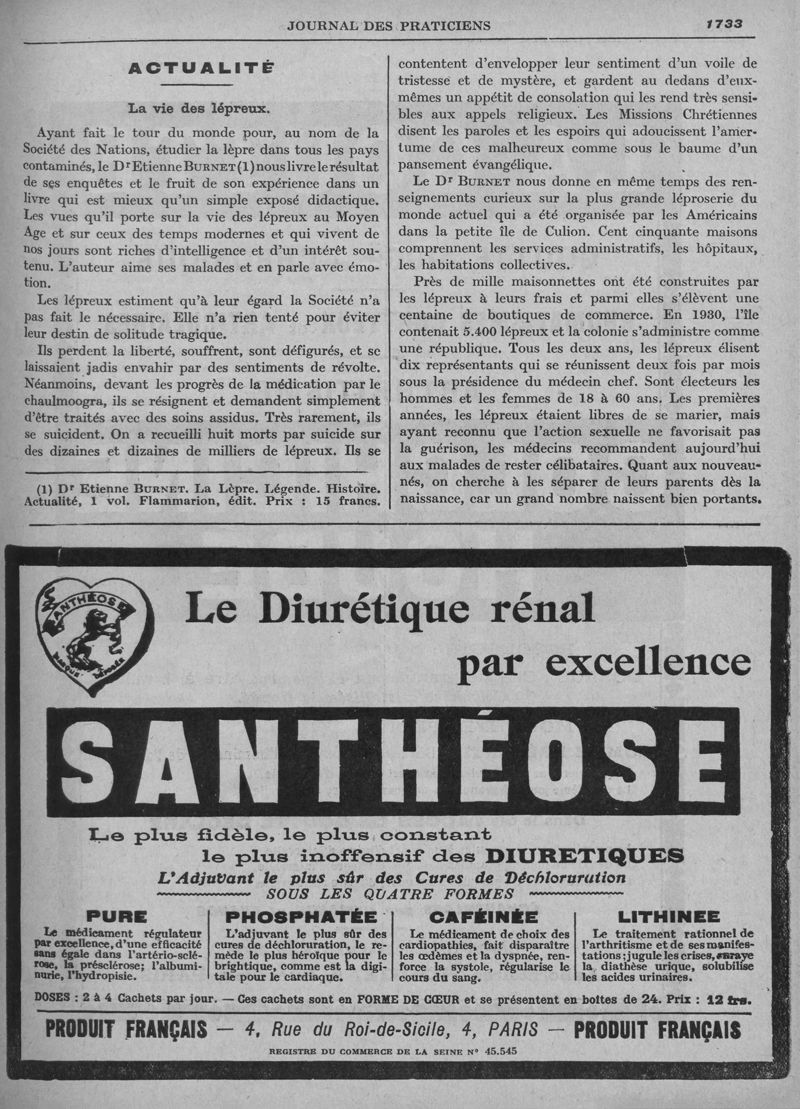 JOURNAL DES PRATICIENS 1733
ACTUALITÉ
La vie des lépreux.
Ayant fait le tour du monde pour, au nom de la
Société des Nations, étudier la lèpre dans tous les pays
contaminés, le Dr Etienne BURNET (1) nous livre le résultat
de ses enquêtes et le fruit de son expérience dans un
livre qui est mieux qu'un simple exposé didactique.
Les vues qu'il porte sur la vie des lépreux au Moyen
Age et sur ceux des temps modernes et qui vivent de
nos jours sont riches d'intelligence et d'un intérêt sou-
tenu. L'auteur aime ses malades et en parle avec émo-
tion.
Les lépreux estiment qu'à leur égard la Société n'a
pas fait le nécessaire. Elle n'a rien tenté pour éviter
leur destin de solitude tragique.
Ils perdent la liberté, souffrent, sont défigurés, et se
laissaient jadis envahir par des sentiments de révolte.
Néanmoins, devant les progrès de la médication par le
chaulmoogra, ils se résignent et demandent simplement
d'être traités avec des soins assidus. Très rarement, ils
se suicident. On a recueilli huit morts par suicide sur
des dizaines et dizaines de milliers de lépreux. Ils se
(1) Dr Etienne BURNET. La Lèpre. Légende. Histoire.
Actualité, 1 vol. Flammarion, édit. Prix : 15 francs.
contentent d'envelopper leur sentiment d'un voile de
tristesse et de mystère, et gardent au dedans d'eux-
mêmes un appétit de consolation qui les rend très sensi-
bles aux appels religieux. Les Missions Chrétiennes
disent les paroles et les espoirs qui adoucissent l'amer-
tume de ces malheureux comme sous le baume d'un
pansement évangélique.
Le Dr BURNET nous donne en même temps des ren-
seignements curieux sur la plus grande léproserie du
monde actuel qui a été organisée par les Américains
dans la petite île de Culion. Cent cinquante maisons
comprennent les services administratifs, les hôpitaux,
les habitations collectives.
Près de mille maisonnettes ont été construites par
les lépreux à leurs frais et parmi elles s'élèvent une
centaine de boutiques de commerce. En 1930, l'île
contenait 5.400 lépreux et la colonie s'administre comme
une république. Tous les deux ans, les lépreux élisent
dix représentants qui se réunissent deux fois par mois
sous la présidence du médecin chef. Sont électeurs les
hommes et les femmes de 18 à 60 ans. Les premières
années, les lépreux étaient libres de se marier, mais
ayant reconnu que l'action sexuelle ne favorisait pas
la guérison, les médecins recommandent aujourd'hui
aux malades de rester célibataires. Quant aux nouveau-
nés, on cherche à les séparer de leurs parents dès la
naissance, car un grand nombre naissent bien portants.
SANTHÉOSE
MARQUE DÉPOSÉE
Le Diurétique rénal
par excellence
SANTHÉOSE
Le plus fidèle, le plus constant
le plus inoffensif des DIURETIQUES
L'Adjuvant le plus sûr des Cures de Déchloruration
SOUS LES QUATRE FORMES
PURE
Le médicament régulateur
par excellence, d'une efficacité
sans égale dans l'artério-sclé-
rose, la présclérose; l'albumi-
nurie, l'hydropisie.
PHOSPHATÉE
L'adjuvant le plus sûr des
cures de déchloruration, le re-
mède le plus héroïque pour le
brightique, comme est la digi-
tale pour le cardiaque.
CAFÉINÉE
Le médicament de choix des
cardiopathies, fait disparaître
les œdèmes et la dyspnée, ren-
force la systole, régularise le
cours du sang.
LITHINEE
Le traitement rationnel de
l'arthritisme et de ses manifes-
tations; jugule les crises, enraye
la diathèse urique, solubilise
les acides urinaires.
DOSES : 2 à 4 Cachets par jour. — Ces cachets sont en FORME DE CŒUR et se présentent en boîtes de 24. Prix : 12 frs.
PRODUIT FRANÇAIS — 4, Rue du Roi-de-Sicile, 4, PARIS — PRODUIT FRANÇAIS
REGISTRE DU COMMERCE DE LA SEINE N° 45.545